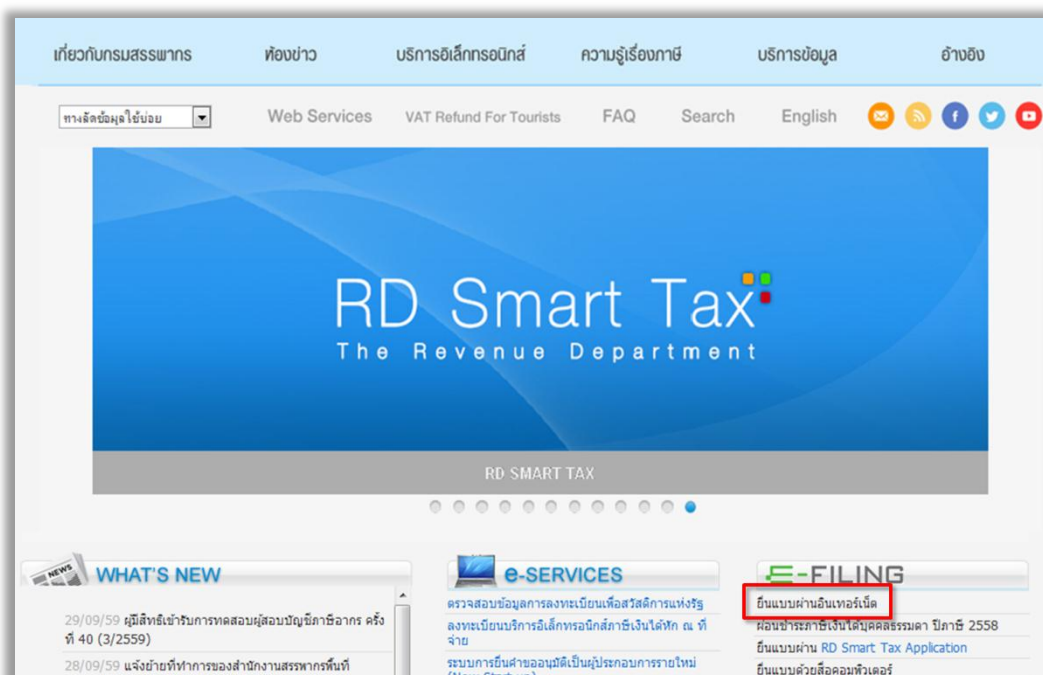 เกี่ยวกับกรมสรรพากร ห้องข่าว บริการอิเล็กทรอนิกส์ ความรู้เรื่องภาษี บริการข้อมูล อ้างอิง
ทางลัดข้อมูลใช้บ่อย Web Services VAT Refund For Tourists FAQ Search English
RD Smart Tax
The Revenue Department
RD SMART TAX
NEWS
WHAT'S NEW
29/09/59 ผู้มีสิทธิเข้ารับการทดสอบผู้สอบบัญชีภาษีอากร ครั้ง
ที่ 40 (3/2559)
28/09/59 แจ้งย้ายที่ทำการของสำนักงานสรรพากรพื้นที่
e-SERVICES
ตรวจสอบข้อมูลการลงทะเบียนเพื่อสวัสดิการแห่งรัฐ
ลงทะเบียนบริการอิเล็กทรอนิกส์ภาษีเงินได้หัก ณ ที่
จ่าย
ระบบการยื่นคำขออนุมัติเป็นผู้ประกอบการรายใหม่
(New Startups)
E-FILING
ยื่นแบบผ่านอินเทอร์เน็ต
ผ่อนชำระภาษีเงินได้บุคคลธรรมดา ปีภาษี 2558
ยื่นแบบผ่าน RD Smart Tax Application
ยื่นแบบด้วยสื่อคอมพิวเตอร์